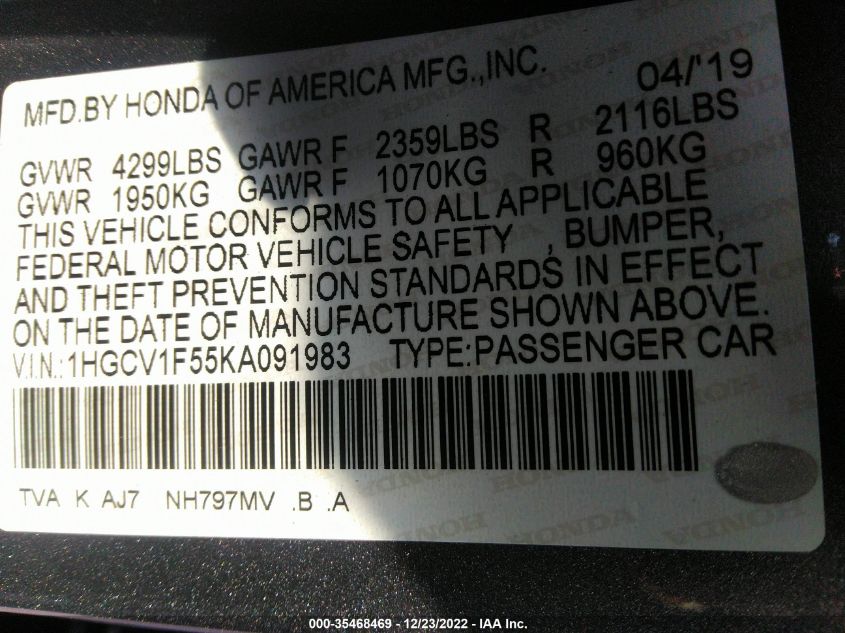 MFD.BY HONDA OF AMERICA MFG.,INC. 04/'19
GVWR 4299LBS GAWR F 2359LBS R 2116LBS
GVWR 1950KG GAWR F 1070KG R 960KG
THIS VEHICLE CONFORMS TO ALL APPLICABLE
FEDERAL MOTOR VEHICLE SAFETY , BUMPER,
AND THEFT PREVENTION STANDARDS IN EFFECT
ON THE DATE OF MANUFACTURE SHOWN ABOVE.
V.I.N.: 1HGCV1F55KA091983 TYPE:PASSENGER CAR
TVA K AJ7 NH797MV .B .A
HONDA
000-35468469 - 12/23/2022 - IAA Inc.